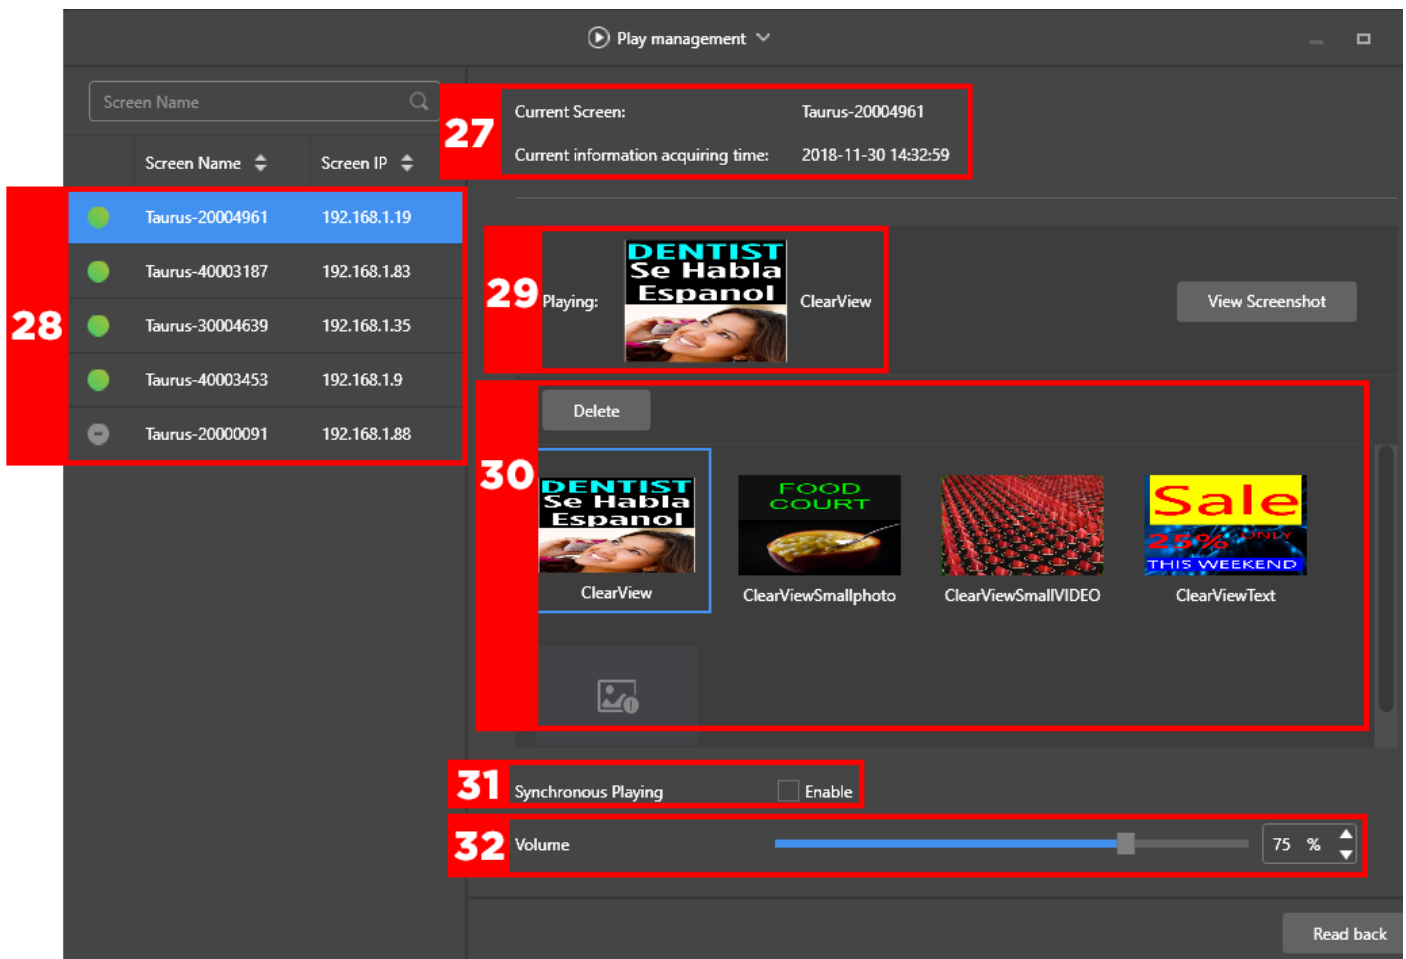 Play management
Screen Name
27
Current Screen: Taurus-20004961
Current information acquiring time: 2018-11-30 14:32:59
Screen Name Screen IP
28
Taurus-20004961 192.168.1.19
Taurus-40003187 192.168.1.83
Taurus-30004639 192.168.1.35
Taurus-40003453 192.168.1.9
Taurus-20000091 192.168.1.88
29
Playing:
DENTIST
Se Habla
Espanol
ClearView
View Screenshot
30
Delete
DENTIST
Se Habla
Espanol
ClearView
FOOD
COURT
ClearViewSmallphoto
ClearViewSmallVIDEO
Sale
25% ONLY
THIS WEEKEND
ClearViewText
31
Synchronous Playing Enable
32
Volume 75 %
Read back